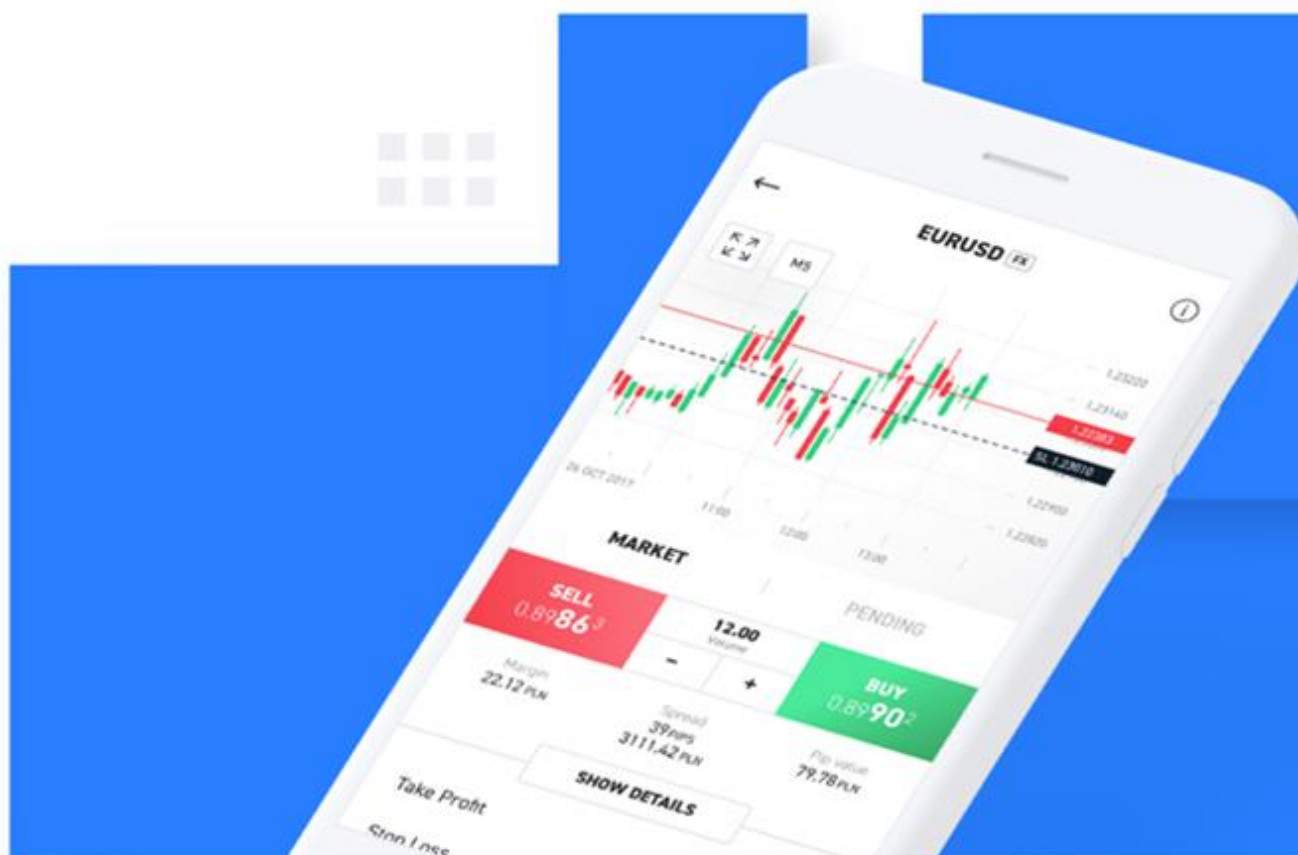 EURUSD FX
M5
1.23220
1.23140
1.22383
SL 1.23010
1.22900
1.22820
26 OCT 2017
11:00
12:00
13:00
MARKET
PENDING
SELL
0.89863
12.00
Volume
-
+
BUY
0.89902
Margin
22,12 PLN
Spread
39 PIPS
3111,42 PLN
Pip value
79,78 PLN
SHOW DETAILS
Take Profit
Stop Loss